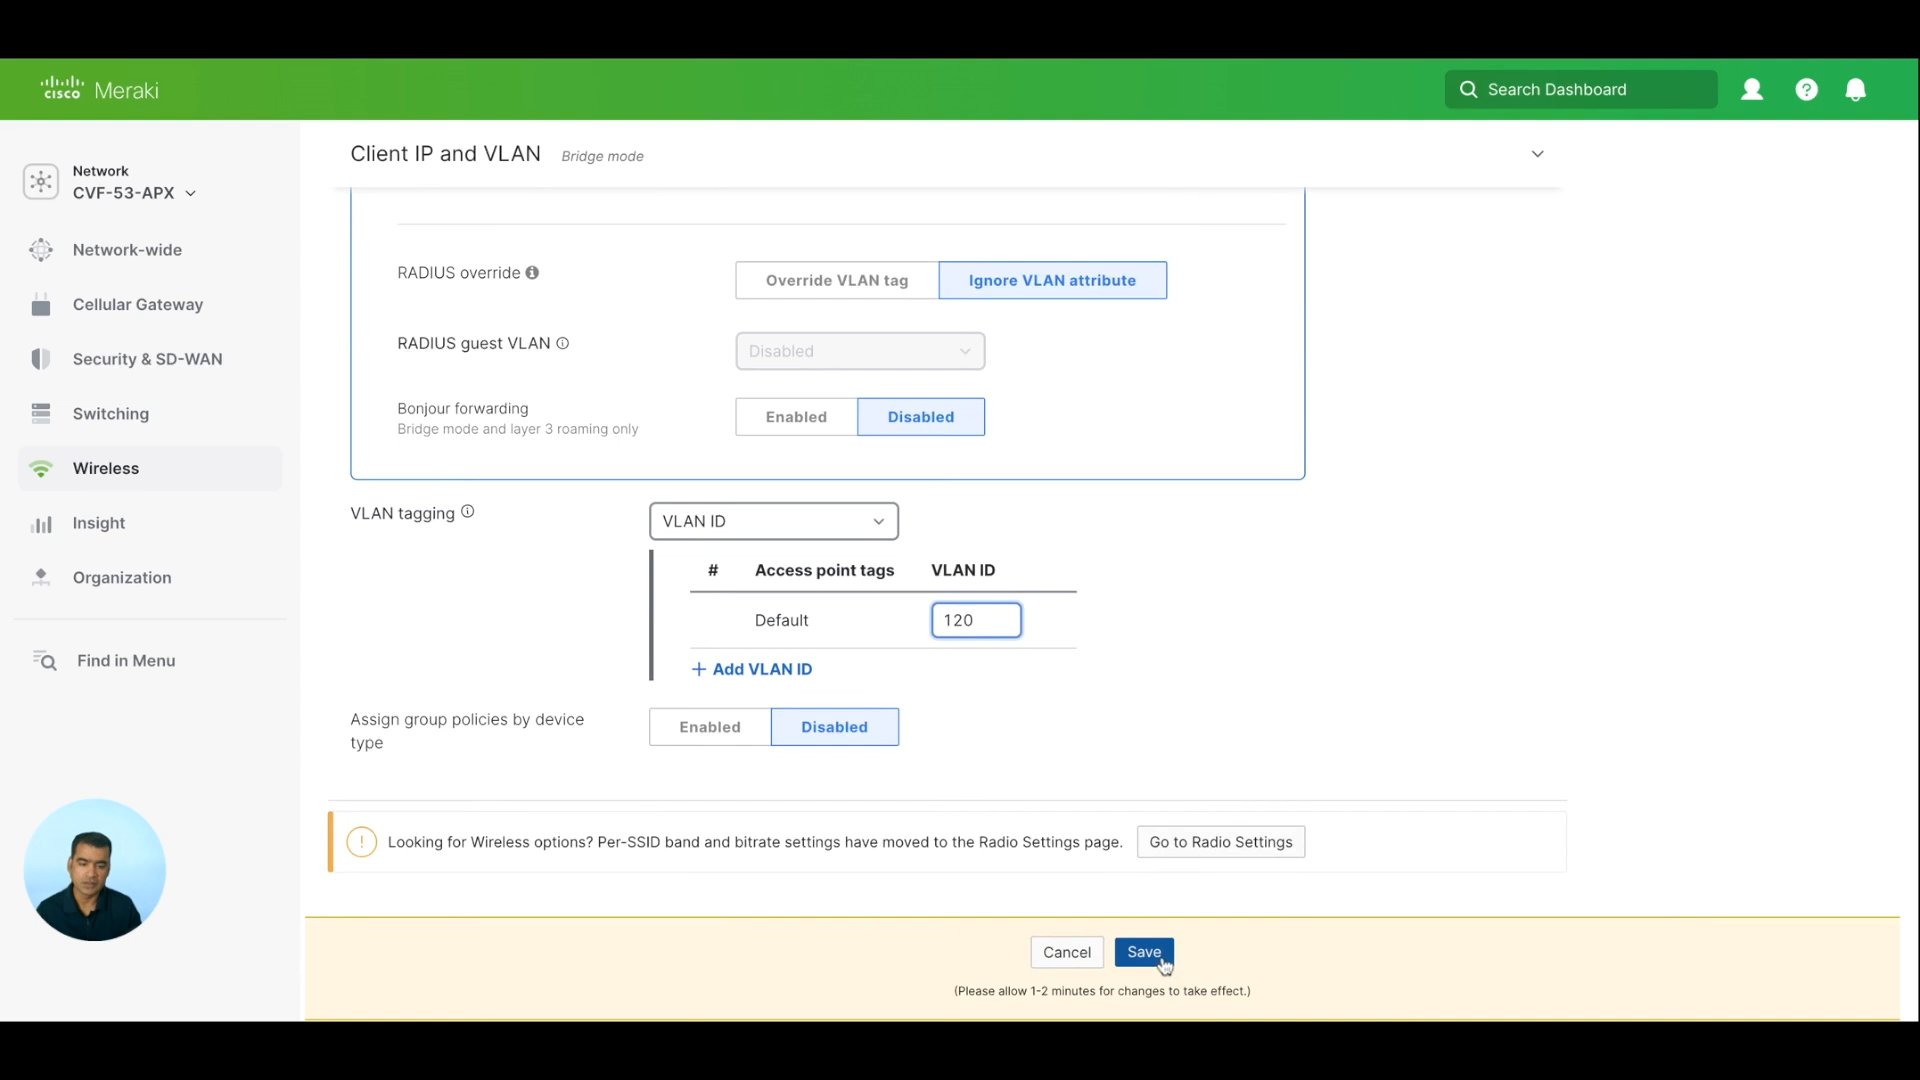 CISCO Meraki
Search Dashboard
Client IP and VLAN Bridge mode
Network
CVF-53-APX
Network-wide
Cellular Gateway
Security & SD-WAN
Switching
Wireless
Insight
Organization
Find in Menu
RADIUS override
Override VLAN tag Ignore VLAN attribute
RADIUS guest VLAN
Disabled
Bonjour forwarding
Bridge mode and layer 3 roaming only
Enabled Disabled
VLAN tagging
VLAN ID
# Access point tags VLAN ID
Default 120
+ Add VLAN ID
Assign group policies by device
type
Enabled Disabled
! Looking for Wireless options? Per-SSID band and bitrate settings have moved to the Radio Settings page. Go to Radio Settings
Cancel Save
(Please allow 1-2 minutes for changes to take effect.)